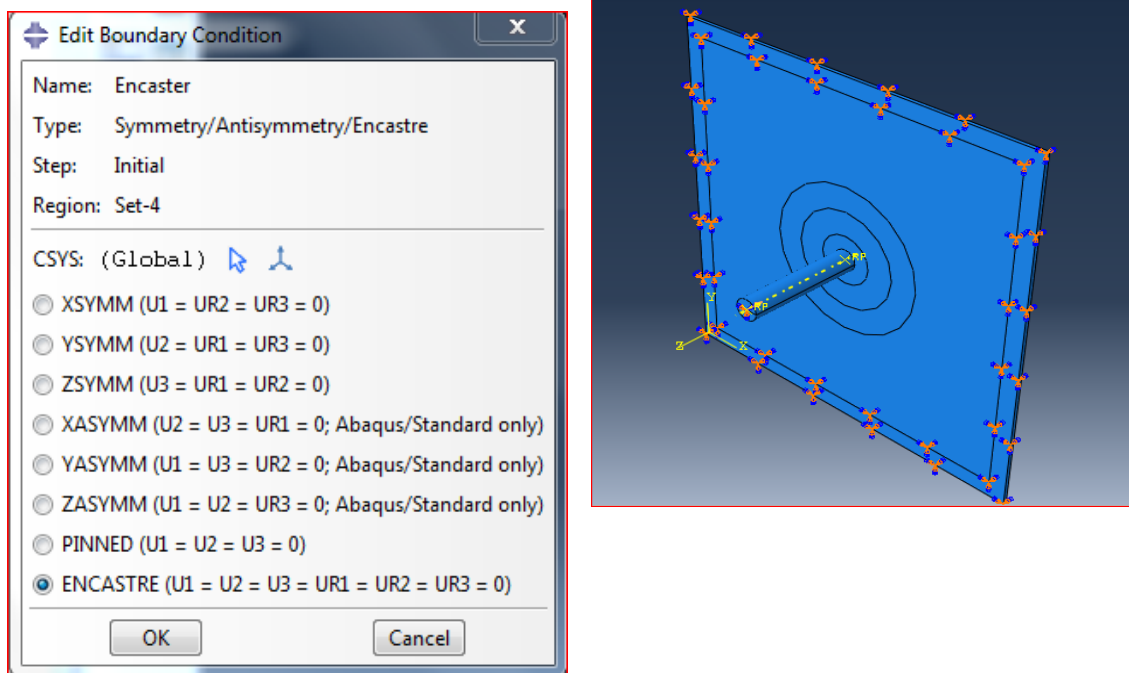 Edit Boundary Condition
X
Name: Encaster
Type: Symmetry/Antisymmetry/Encastre
Step: Initial
Region: Set-4
CSYS: (Global)
XSYMM (U1 = UR2 = UR3 = 0)
YSYMM (U2 = UR1 = UR3 = 0)
ZSYMM (U3 = UR1 = UR2 = 0)
XASYMM (U2 = U3 = UR1 = 0; Abaqus/Standard only)
YASYMM (U1 = U3 = UR2 = 0; Abaqus/Standard only)
ZASYMM (U1 = U2 = UR3 = 0; Abaqus/Standard only)
PINNED (U1 = U2 = U3 = 0)
ENCASTRE (U1 = U2 = U3 = UR1 = UR2 = UR3 = 0)
OK Cancel
RP
RP
Y
Z X